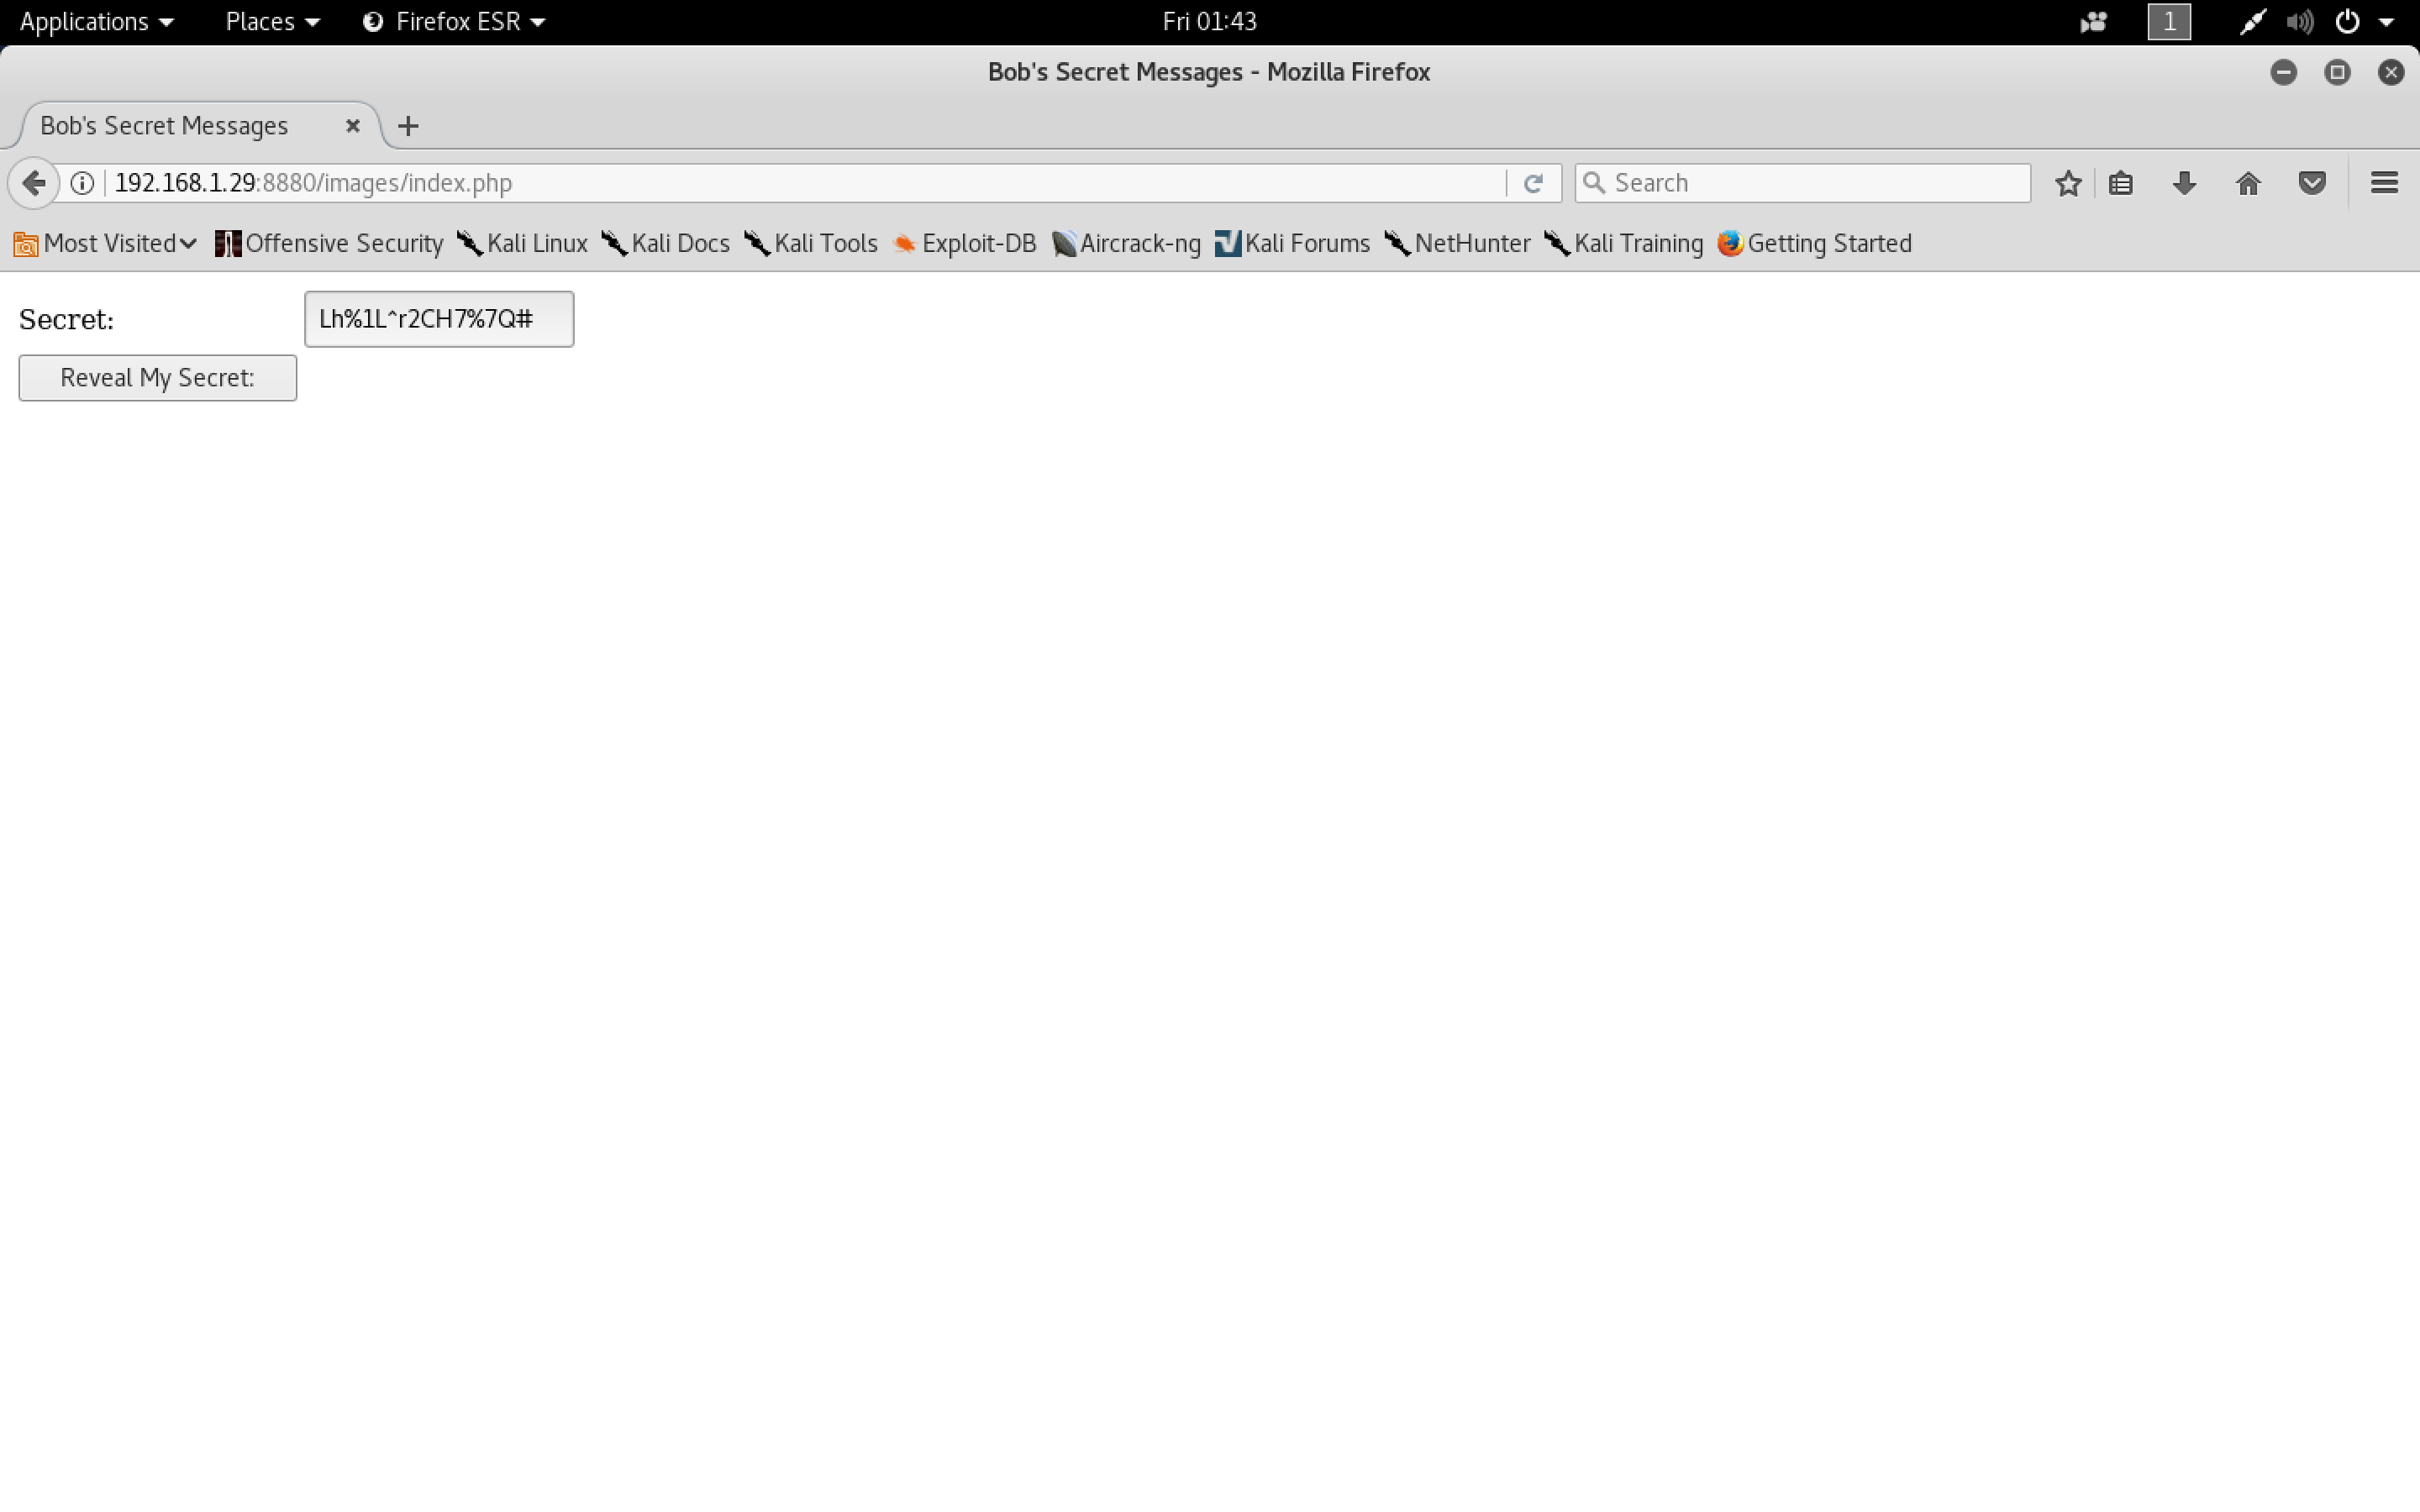 Applications Places Firefox ESR Fri 01:43 1
Bob's Secret Messages - Mozilla Firefox
Bob's Secret Messages
192.168.1.29:8880/images/index.php Search
Most Visited Offensive Security Kali Linux Kali Docs Kali Tools Exploit-DB Aircrack-ng Kali Forums NetHunter Kali Training Getting Started
Secret: Lh%1L^r2CH7%7Q#
Reveal My Secret: